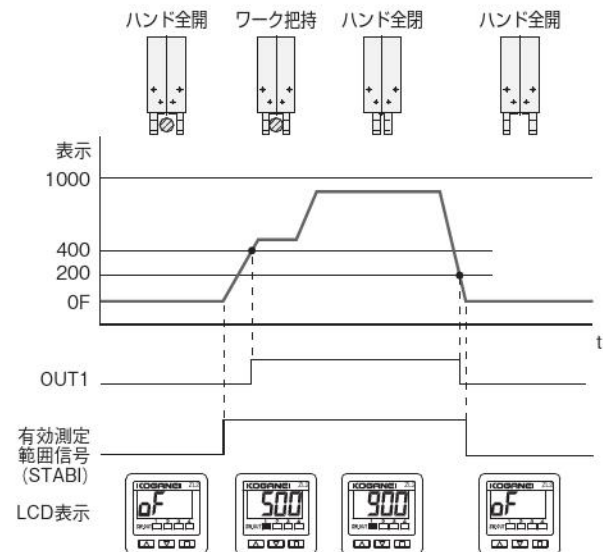 ハンド全開
ワーク把持
ハンド全閉
ハンド全開
表示
1000
400
200
0F
t
OUT1
有効測定
範囲信号
(STABI)
LCD表示
KOGANEI
oF
KOGANEI
500
KOGANEI
900
KOGANEI
oF